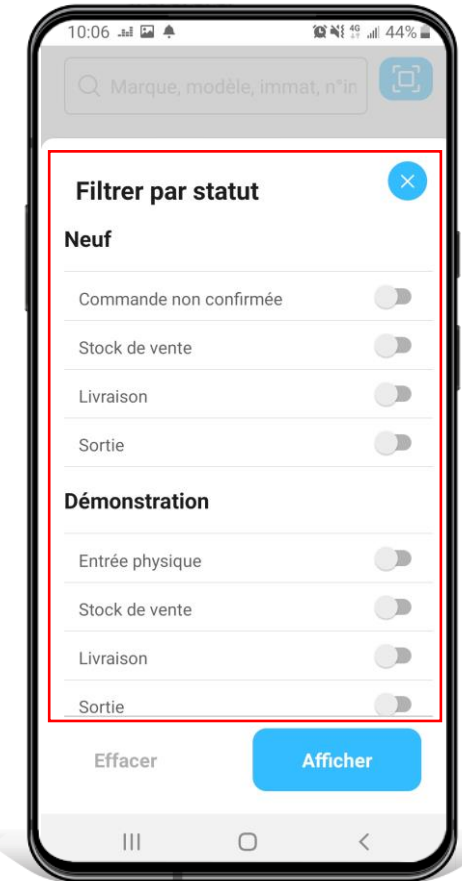 10:06 4G 44%
Marque, modèle, immat, n°in
Filtrer par statut
Neuf
Commande non confirmée
Stock de vente
Livraison
Sortie
Démonstration
Entrée physique
Stock de vente
Livraison
Sortie
Effacer Afficher